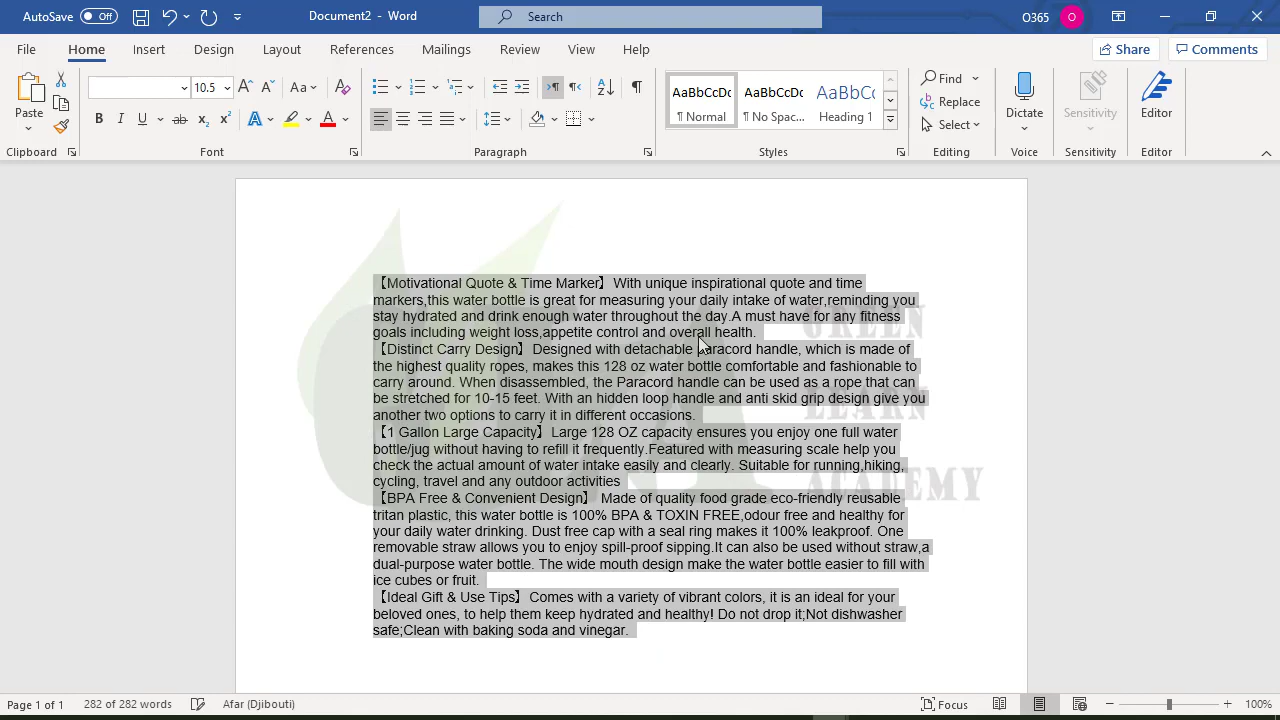 AutoSave Off Document2 - Word Search O365 O
File Home Insert Design Layout References Mailings Review View Help Share Comments
Paste 10.5 Aa AaBbCcDc AaBbCcDc AaBbCc Find Dictate Sensitivity Editor
¶ Normal ¶ No Spac... Heading 1 Replace
B I U ab x₂ x² A A Select
Clipboard Font Paragraph Styles Editing Voice Sensitivity Editor
【Motivational Quote & Time Marker】 With unique inspirational quote and time
markers,this water bottle is great for measuring your daily intake of water,reminding you
stay hydrated and drink enough water throughout the day.A must have for any fitness
goals including weight loss,appetite control and overall health.
【Distinct Carry Design】 Designed with detachable Paracord handle, which is made of
the highest quality ropes, makes this 128 oz water bottle comfortable and fashionable to
carry around. When disassembled, the Paracord handle can be used as a rope that can
be stretched for 10-15 feet. With an hidden loop handle and anti skid grip design give you
another two options to carry it in different occasions.
【1 Gallon Large Capacity】 Large 128 OZ capacity ensures you enjoy one full water
bottle/jug without having to refill it frequently.Featured with measuring scale help you
check the actual amount of water intake easily and clearly. Suitable for running,hiking,
cycling, travel and any outdoor activities
【BPA Free & Convenient Design】 Made of quality food grade eco-friendly reusable
tritan plastic, this water bottle is 100% BPA & TOXIN FREE,odour free and healthy for
your daily water drinking. Dust free cap with a seal ring makes it 100% leakproof. One
removable straw allows you to enjoy spill-proof sipping.It can also be used without straw,a
dual-purpose water bottle. The wide mouth design make the water bottle easier to fill with
ice cubes or fruit.
【Ideal Gift & Use Tips】 Comes with a variety of vibrant colors, it is an ideal for your
beloved ones, to help them keep hydrated and healthy! Do not drop it;Not dishwasher
safe;Clean with baking soda and vinegar.
GREEN
LEARN
ACADEMY
Page 1 of 1 282 of 282 words Afar (Djibouti) Focus 100%